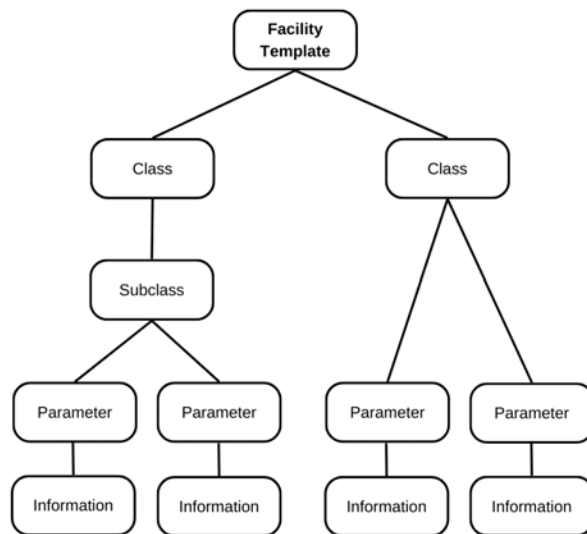 Facility
Template
Class
Class
Subclass
Parameter
Parameter
Parameter
Parameter
Information
Information
Information
Information